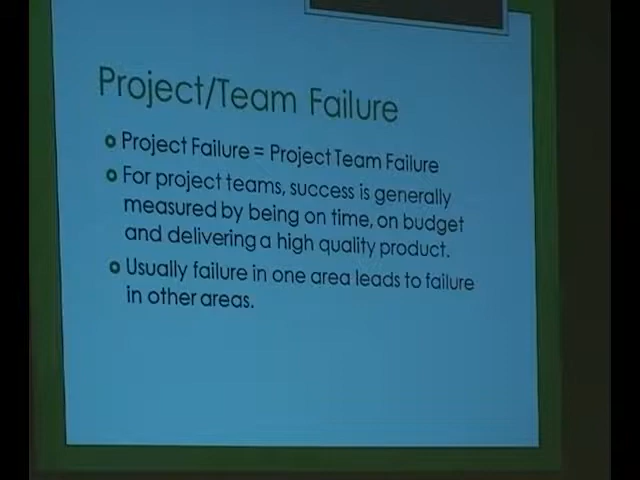 Project/Team Failure
Project Failure = Project Team Failure
For project teams, success is generally
measured by being on time, on budget
and delivering a high quality product.
Usually failure in one area leads to failure
in other areas.